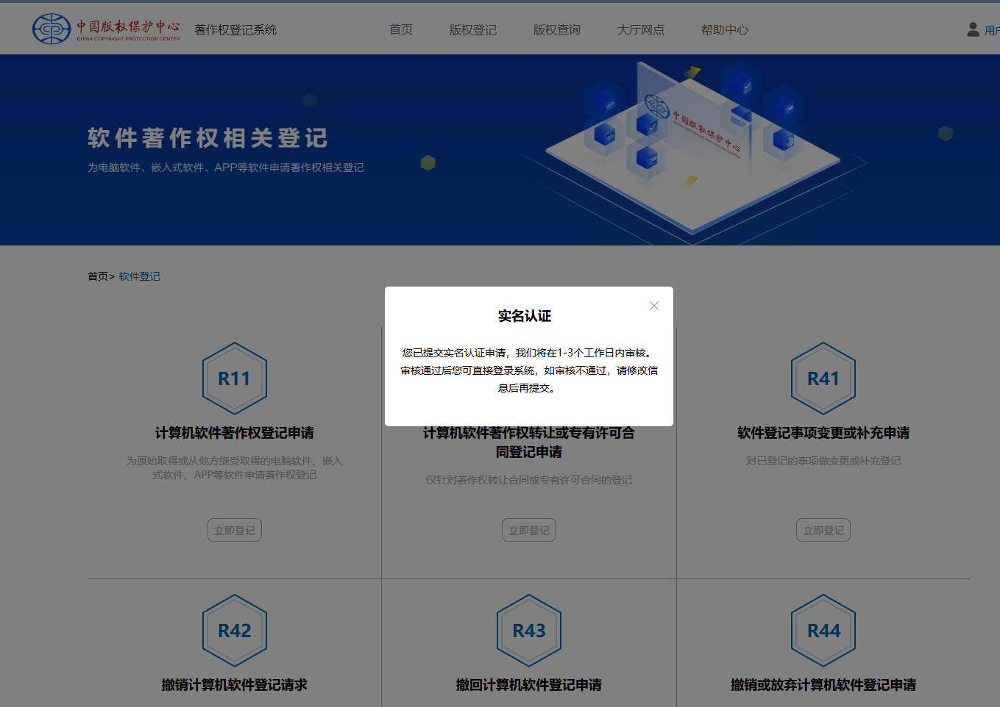 中国版权保护中心
CHINA COPYRIGHT PROTECTION CENTER
著作权登记系统
首页
版权登记
版权查询
大厅网点
帮助中心
用户
软件著作权相关登记
为电脑软件、嵌入式软件、APP等软件申请著作权相关登记
中国版权保护中心
CHINA COPYRIGHT PROTECTION CENTER
首页> 软件登记
实名认证
您已提交实名认证申请，我们将在1-3个工作日内审核。
审核通过后您可直接登录系统，如审核不通过，请修改信
息后再提交。
R11
计算机软件著作权登记申请
为原始取得或从他方继受取得的电脑软件、嵌入
式软件、APP等软件申请著作权登记
立即登记
计算机软件著作权转让或专有许可合
同登记申请
仅针对著作权转让合同或专有许可合同的登记
立即登记
R41
软件登记事项变更或补充申请
对已登记的事项做变更或补充登记
立即登记
R42
撤销计算机软件登记请求
R43
撤回计算机软件登记申请
R44
撤销或放弃计算机软件登记申请